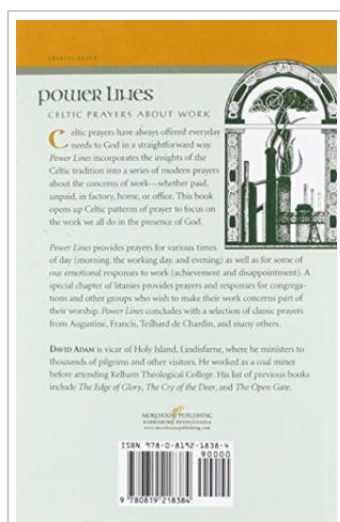 POWER LINES
CELTIC PRAYERS ABOUT WORK
Celtic prayers have always offered everyday
needs to God in a straightforward way.
Power Lines incorporates the insights of the
Celtic tradition into a series of modern prayers
about the concerns of work—whether paid,
unpaid, in factory, home, or office. This book
opens up Celtic patterns of prayer to focus on
the work we all do in the presence of God.
Power Lines provides prayers for various times
of day (morning, the working day, and evening) as well as for some of
our emotional responses to work (achievement and disappointment). A
special chapter of litanies provides prayers and responses for congrega-
tions and other groups who wish to make their work concerns part of
their worship. Power Lines concludes with a selection of classic prayers
from Augustine, Francis, Teilhard de Chardin, and many others.
DAVID ADAM is vicar of Holy Island, Lindisfarne, where he ministers to
thousands of pilgrims and other visitors. He worked as a coal miner
before attending Kelham Theological College. His list of previous books
include The Edge of Glory, The Cry of the Deer, and The Open Gate.
MOREHOUSE PUBLISHING
HARRISBURG, PENNSYLVANIA
www.morehousepublishing.com
ISBN 978-0-8192-1838-4
90000
9 780819 218384